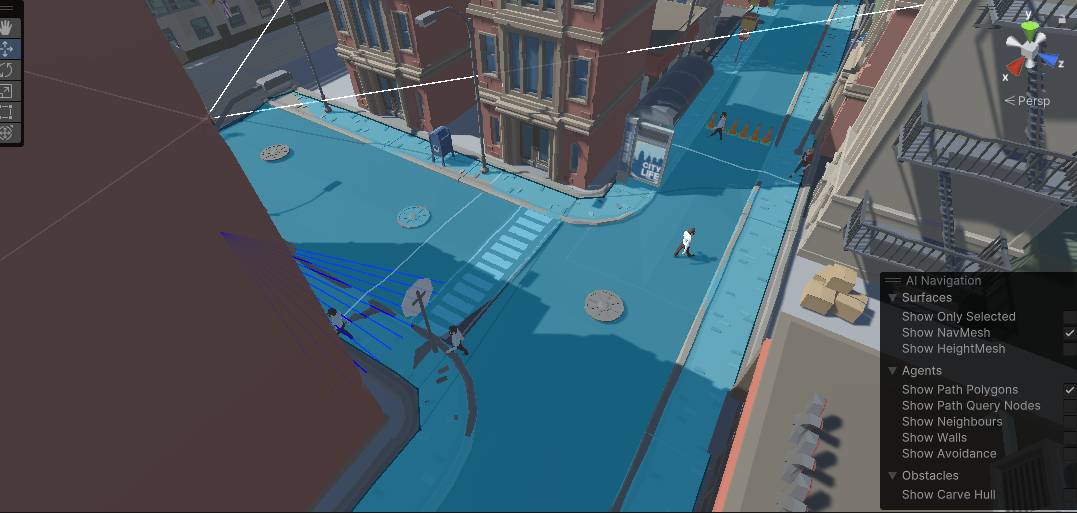 CITY
LIFE
x
z
< Persp
AI Navigation
Surfaces
Show Only Selected
Show NavMesh
Show HeightMesh
Agents
Show Path Polygons
Show Path Query Nodes
Show Neighbours
Show Walls
Show Avoidance
Obstacles
Show Carve Hull